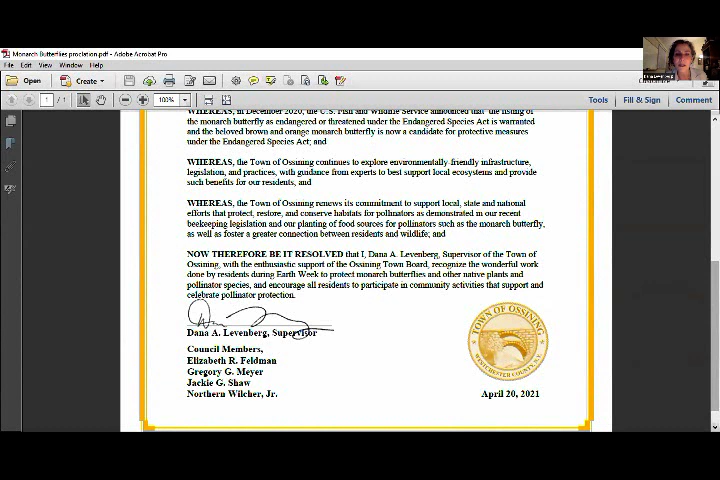 Monarch Butterflies proclation.pdf - Adobe Acrobat Pro
File Edit View Window Help
Open Create
1 / 1 100% Tools Fill & Sign Comment
WHEREAS, in December 2020, the U.S. Fish and Wildlife Service announced that "the listing of
the monarch butterfly as endangered or threatened under the Endangered Species Act is warranted
and the beloved brown and orange monarch butterfly is now a candidate for protective measures
under the Endangered Species Act; and
WHEREAS, the Town of Ossining continues to explore environmentally-friendly infrastructure,
legislation, and practices, with guidance from experts to best support local ecosystems and provide
such benefits for our residents, and
WHEREAS, the Town of Ossining renews its commitment to support local, state and national
efforts that protect, restore, and conserve habitats for pollinators as demonstrated in our recent
beekeeping legislation and our planting of food sources for pollinators such as the monarch butterfly,
as well as foster a greater connection between residents and wildlife; and
NOW THEREFORE BE IT RESOLVED that I, Dana A. Levenberg, Supervisor of the Town of
Ossining, with the enthusiastic support of the Ossining Town Board, recognize the wonderful work
done by residents during Earth Week to protect monarch butterflies and other native plants and
pollinator species, and encourage all residents to participate in community activities that support and
celebrate pollinator protection.
Dana A. Levenberg, Supervisor
Council Members,
Elizabeth R. Feldman
Gregory G. Meyer
Jackie G. Shaw
Northern Wilcher, Jr.
TOWN OF OSSINING
WESTCHESTER COUNTY, N.Y.
April 20, 2021